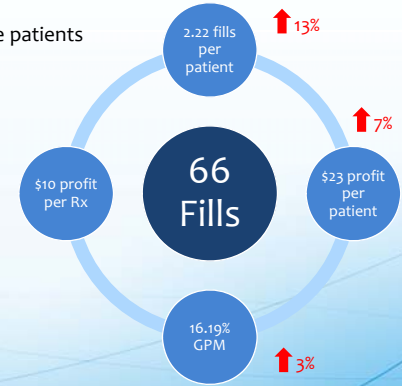 e patients
2.22 fills
per
patient
13%
7%
$10 profit
per Rx
66
Fills
$23 profit
per
patient
16.19%
GPM
3%